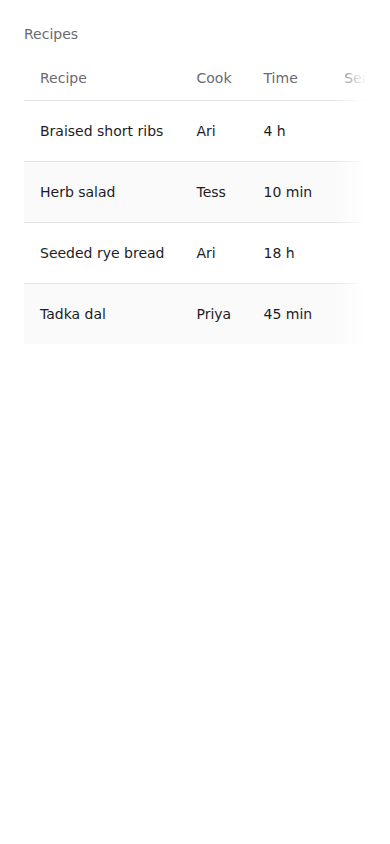 Recipes
Recipe Cook Time
Braised short ribs Ari 4 h
Herb salad Tess 10 min
Seeded rye bread Ari 18 h
Tadka dal Priya 45 min